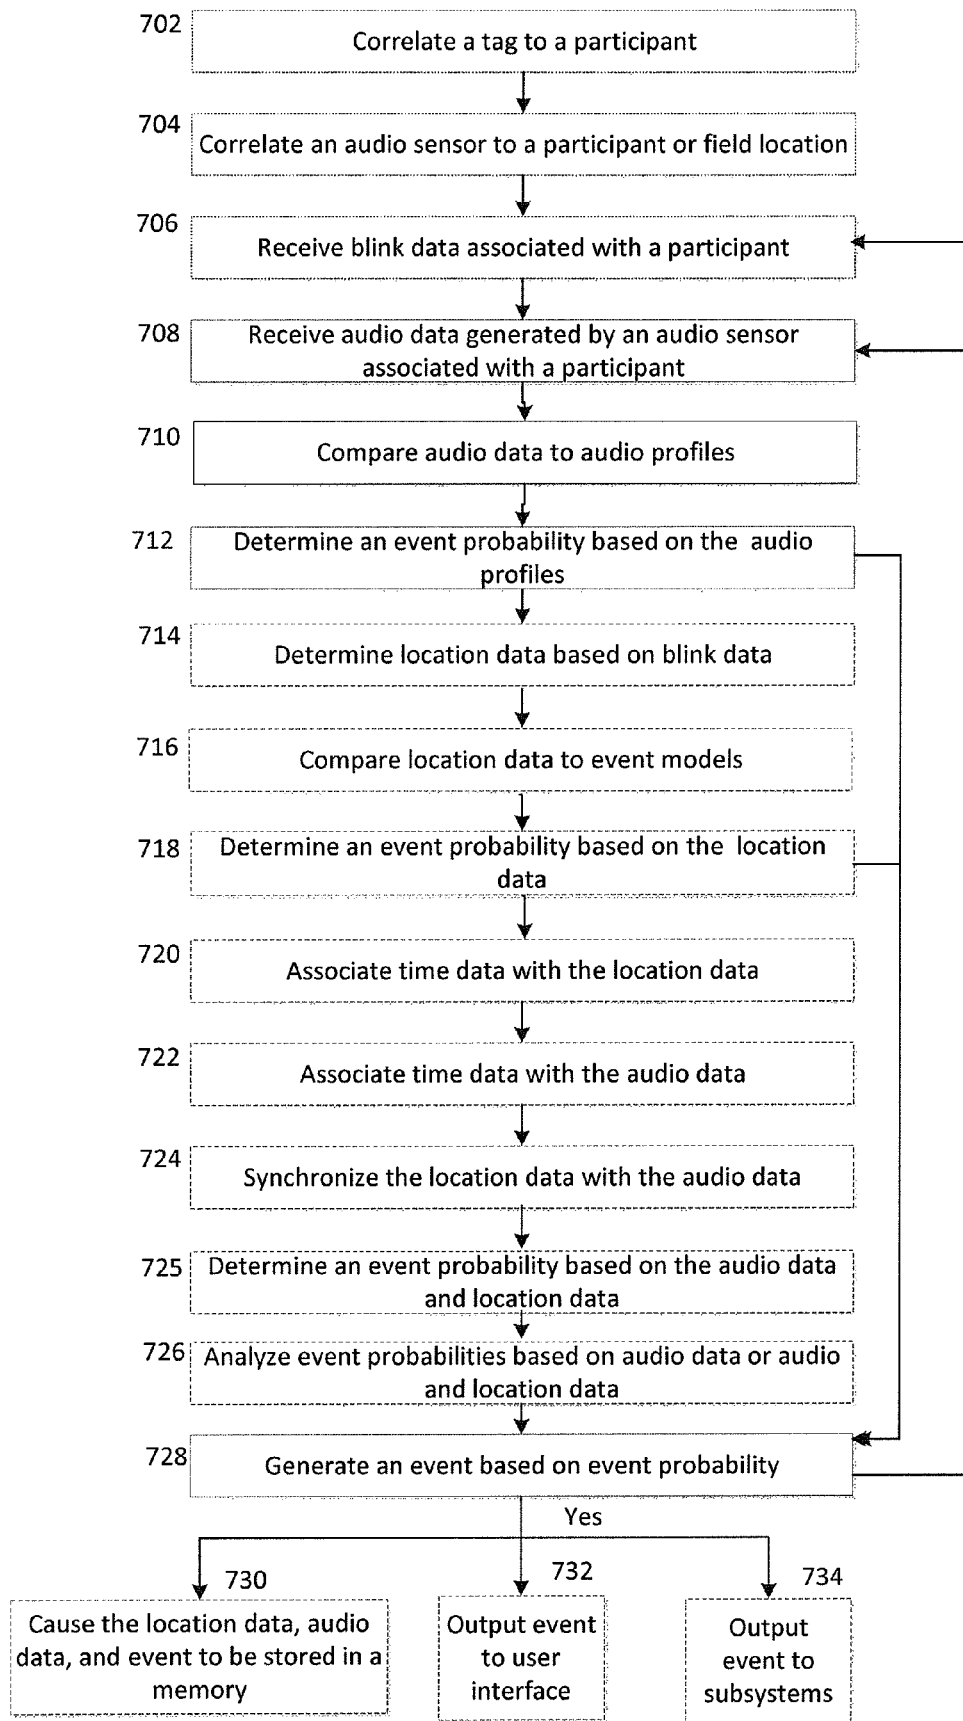 702
Correlate a tag to a participant
704
Correlate an audio sensor to a participant or field location
706
Receive blink data associated with a participant
708
Receive audio data generated by an audio sensor
associated with a participant
710
Compare audio data to audio profiles
712
Determine an event probability based on the audio
profiles
714
Determine location data based on blink data
716
Compare location data to event models
718
Determine an event probability based on the location
data
720
Associate time data with the location data
722
Associate time data with the audio data
724
Synchronize the location data with the audio data
725
Determine an event probability based on the audio data
and location data
726
Analyze event probabilities based on audio data or audio
and location data
728
Generate an event based on event probability
Yes
730
Cause the location data, audio
data, and event to be stored in a
memory
732
Output event
to user
interface
734
Output
event to
subsystems